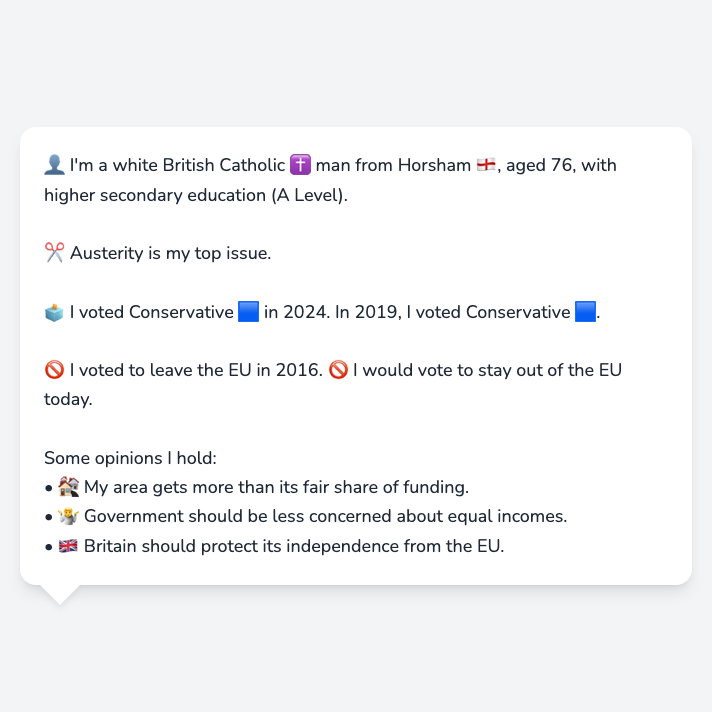 👤 I'm a white British Catholic ✝️ man from Horsham 🏴󠁧󠁢󠁥󠁮󠁧󠁿, aged 76, with
higher secondary education (A Level).
✂️ Austerity is my top issue.
🗳️ I voted Conservative 🟦 in 2024. In 2019, I voted Conservative 🟦.
🚫 I voted to leave the EU in 2016. 🚫 I would vote to stay out of the EU
today.
Some opinions I hold:
• 🏘️ My area gets more than its fair share of funding.
• 🤷 Government should be less concerned about equal incomes.
• 🇬🇧 Britain should protect its independence from the EU.